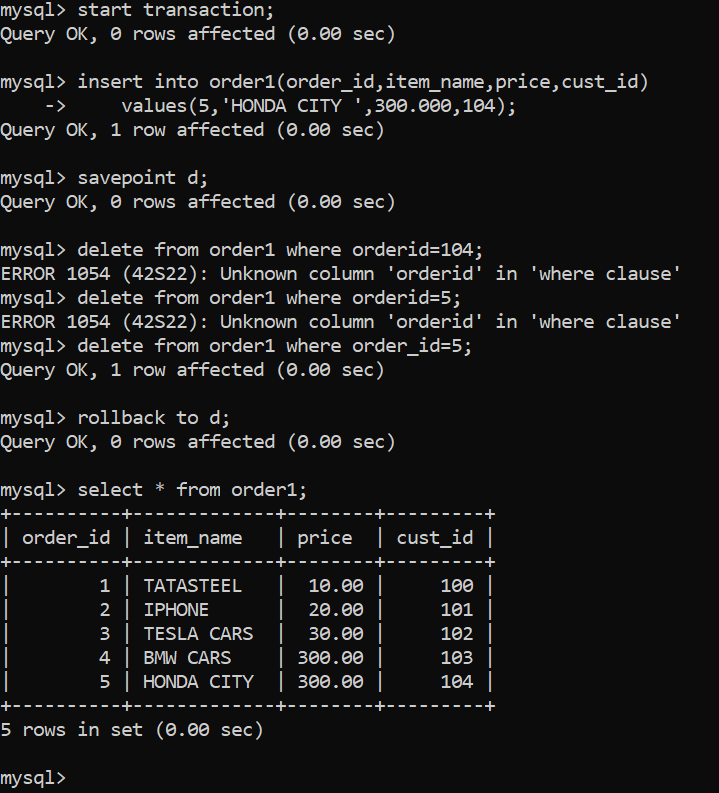 mysql> start transaction;
Query OK, 0 rows affected (0.00 sec)

mysql> insert into order1(order_id,item_name,price,cust_id)
    ->     values(5,'HONDA CITY ',300.000,104);
Query OK, 1 row affected (0.00 sec)

mysql> savepoint d;
Query OK, 0 rows affected (0.00 sec)

mysql> delete from order1 where orderid=104;
ERROR 1054 (42S22): Unknown column 'orderid' in 'where clause'
mysql> delete from order1 where orderid=5;
ERROR 1054 (42S22): Unknown column 'orderid' in 'where clause'
mysql> delete from order1 where order_id=5;
Query OK, 1 row affected (0.00 sec)

mysql> rollback to d;
Query OK, 0 rows affected (0.00 sec)

mysql> select * from order1;
+----------+-------------+--------+---------+
| order_id | item_name   | price  | cust_id |
+----------+-------------+--------+---------+
|        1 | TATASTEEL   |  10.00 |     100 |
|        2 | IPHONE      |  20.00 |     101 |
|        3 | TESLA CARS  |  30.00 |     102 |
|        4 | BMW CARS    | 300.00 |     103 |
|        5 | HONDA CITY  | 300.00 |     104 |
+----------+-------------+--------+---------+
5 rows in set (0.00 sec)

mysql>